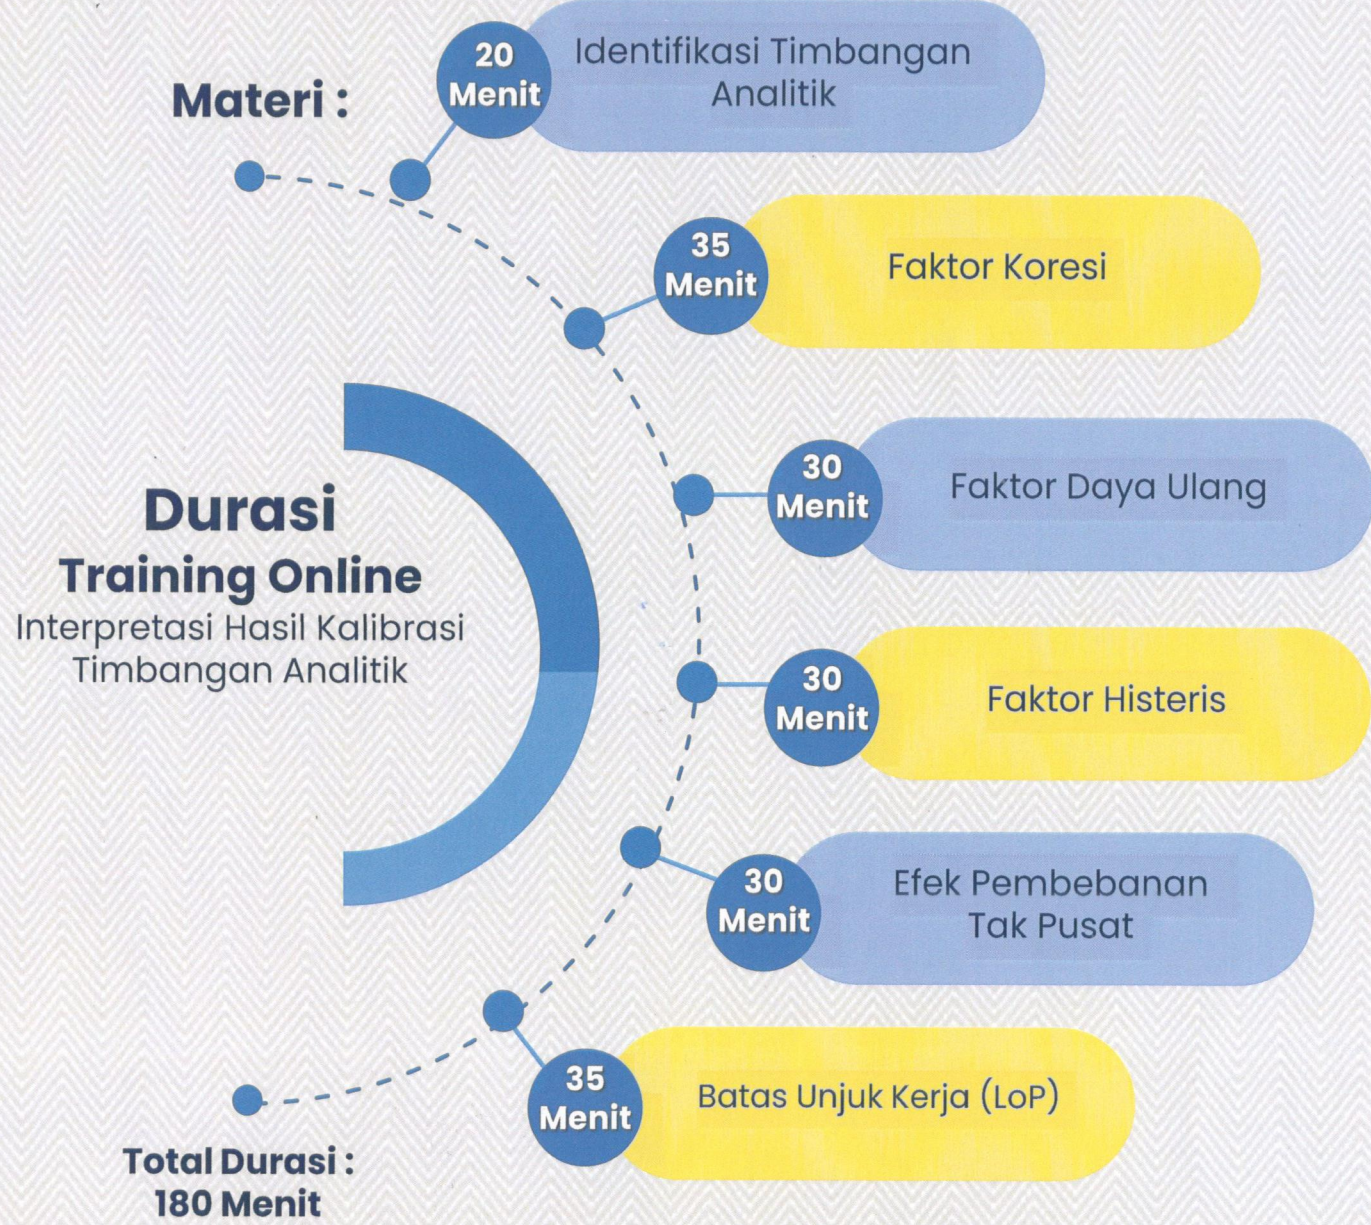 Materi :
20
Menit
Identifikasi Timbangan
Analitik
35
Menit
Faktor Koresi
30
Menit
Faktor Daya Ulang
Durasi
Training Online
Interpretasi Hasil Kalibrasi
Timbangan Analitik
30
Menit
Faktor Histeris
30
Menit
Efek Pembebanan
Tak Pusat
35
Menit
Batas Unjuk Kerja (LoP)
Total Durasi :
180 Menit